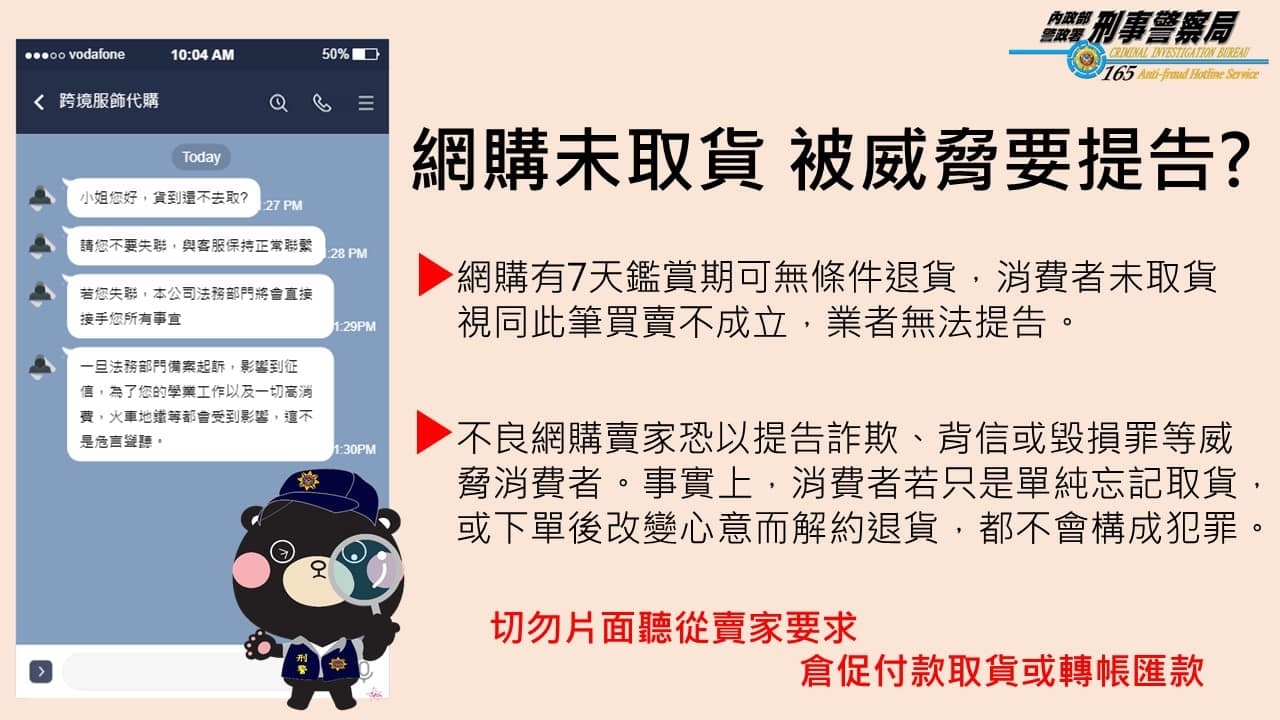 ●●●○○ vodafone 10:04 AM 50%
跨境服飾代購
Today
小姐您好，貨到還不去取?
:27 PM
請您不要失聯，與客服保持正常聯繫
:28 PM
若您失聯，本公司法務部門將會直接
接手您所有事宜
1:29PM
一旦法務部門備案起訴，影響到征
信，為了您的學業工作以及一切高消
費，火車地鐵等都會受到影響，這不
是危言聳聽。
1:30PM
刑
警
內政部
警政署 刑事警察局
CRIMINAL INVESTIGATION BUREAU
165 Anti-fraud Hotline Service
網購未取貨 被威脅要提告?
網購有7天鑑賞期可無條件退貨，消費者未取貨
視同此筆買賣不成立，業者無法提告。
不良網購賣家恐以提告詐欺、背信或毀損罪等威
脅消費者。事實上，消費者若只是單純忘記取貨，
或下單後改變心意而解約退貨，都不會構成犯罪。
切勿片面聽從賣家要求
倉促付款取貨或轉帳匯款